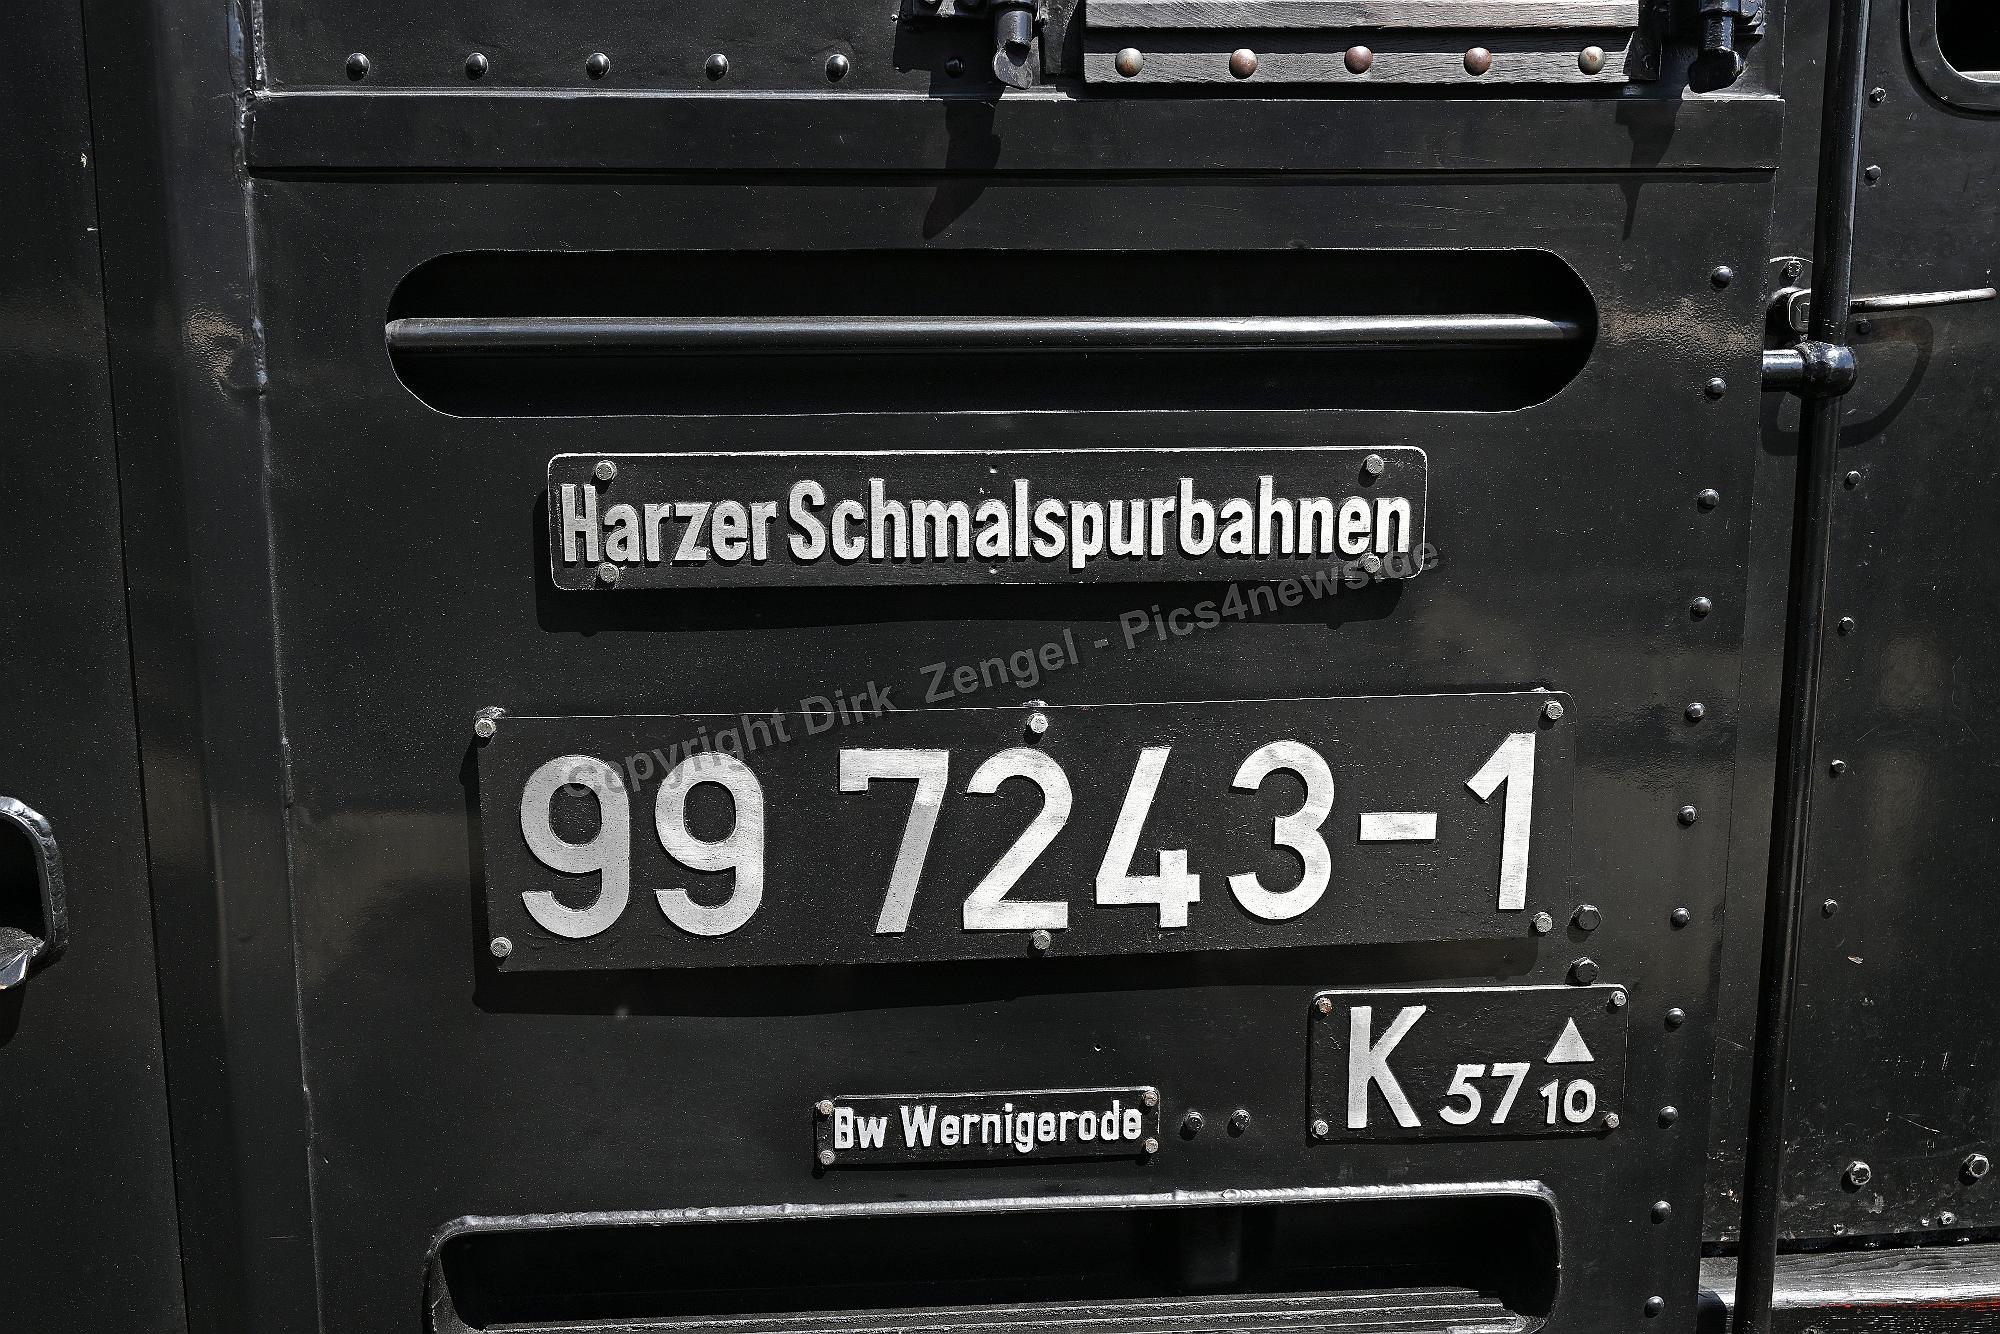 Harzer Schmalspurbahnen
Copyright Dirk Zengel - Pics4news.de
99 7243-1
K 57 10
Bw Wernigerode